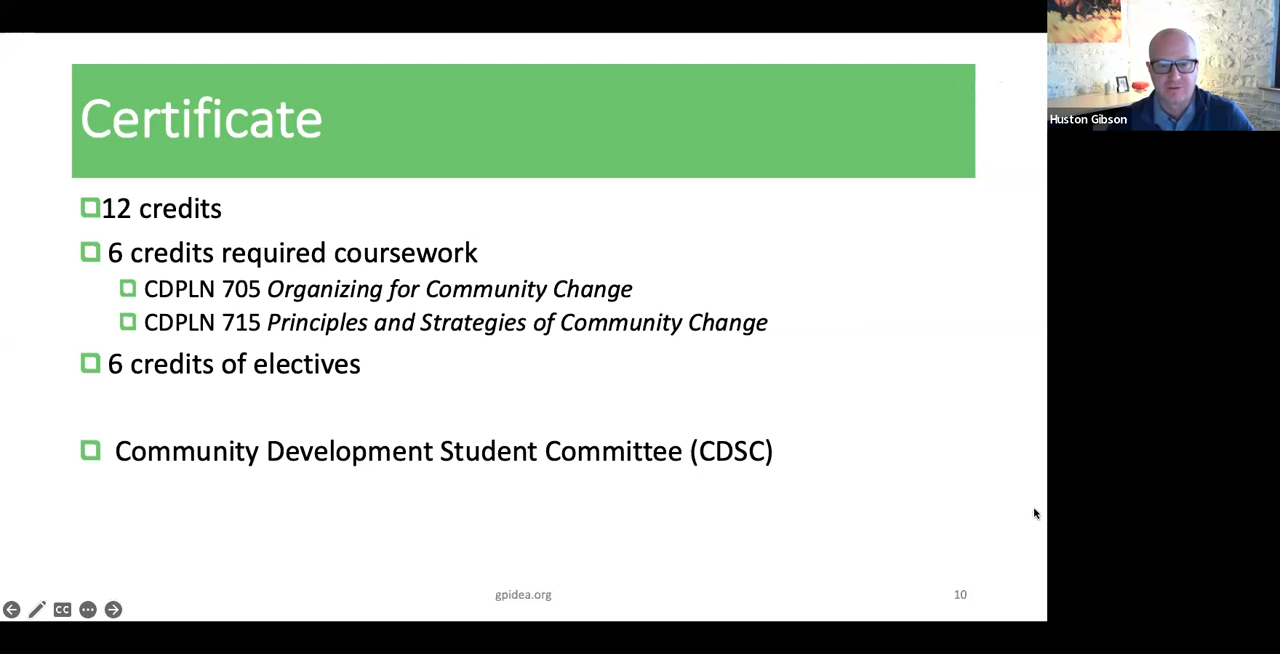 Certificate
12 credits
6 credits required coursework
CDPLN 705 Organizing for Community Change
CDPLN 715 Principles and Strategies of Community Change
6 credits of electives
Community Development Student Committee (CDSC)
gpidea.org
10
CC
Huston Gibson